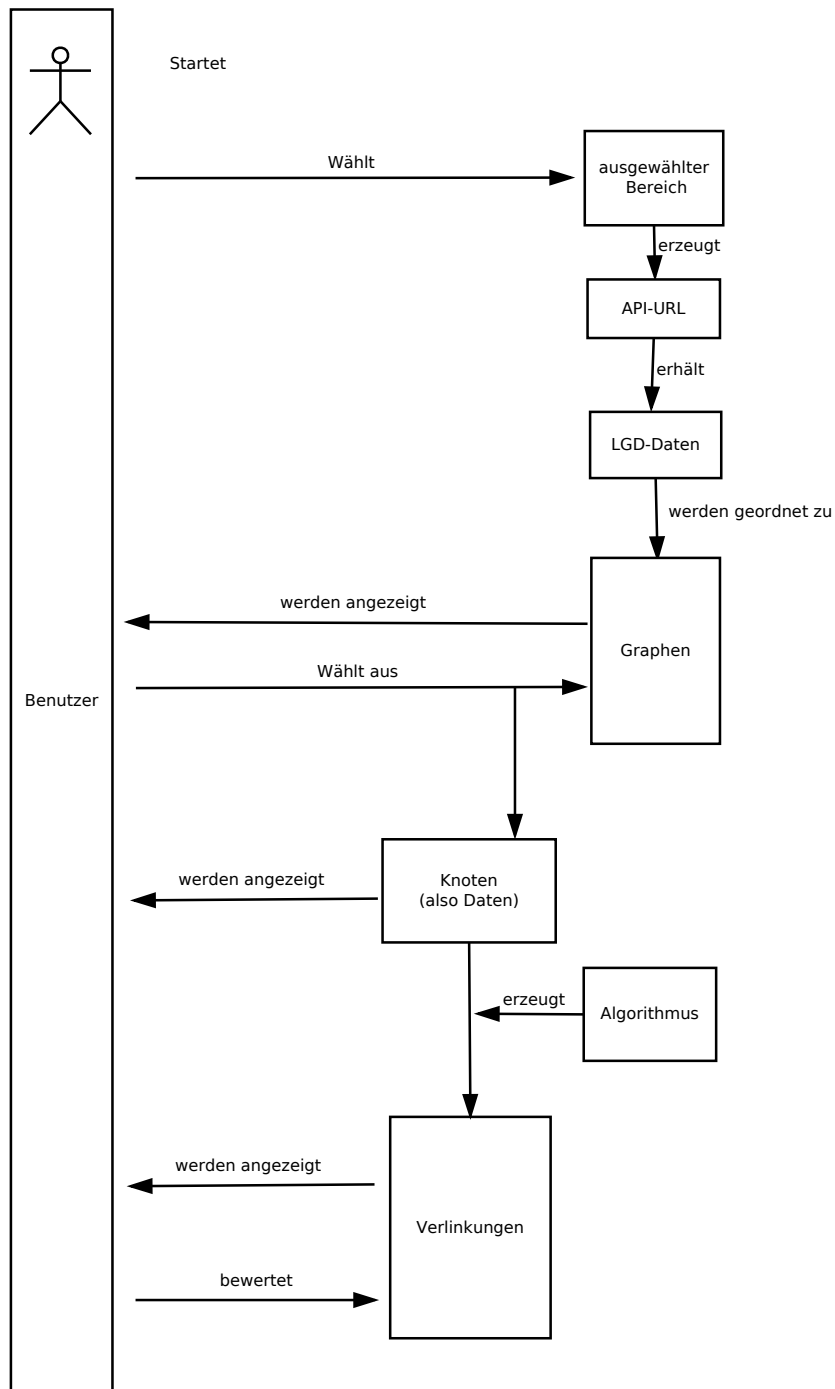 Startet
Wählt
ausgewählter
Bereich
erzeugt
API-URL
erhält
LGD-Daten
werden geordnet zu
werden angezeigt
Graphen
Wählt aus
Benutzer
werden angezeigt
Knoten
(also Daten)
erzeugt
Algorithmus
werden angezeigt
Verlinkungen
bewertet